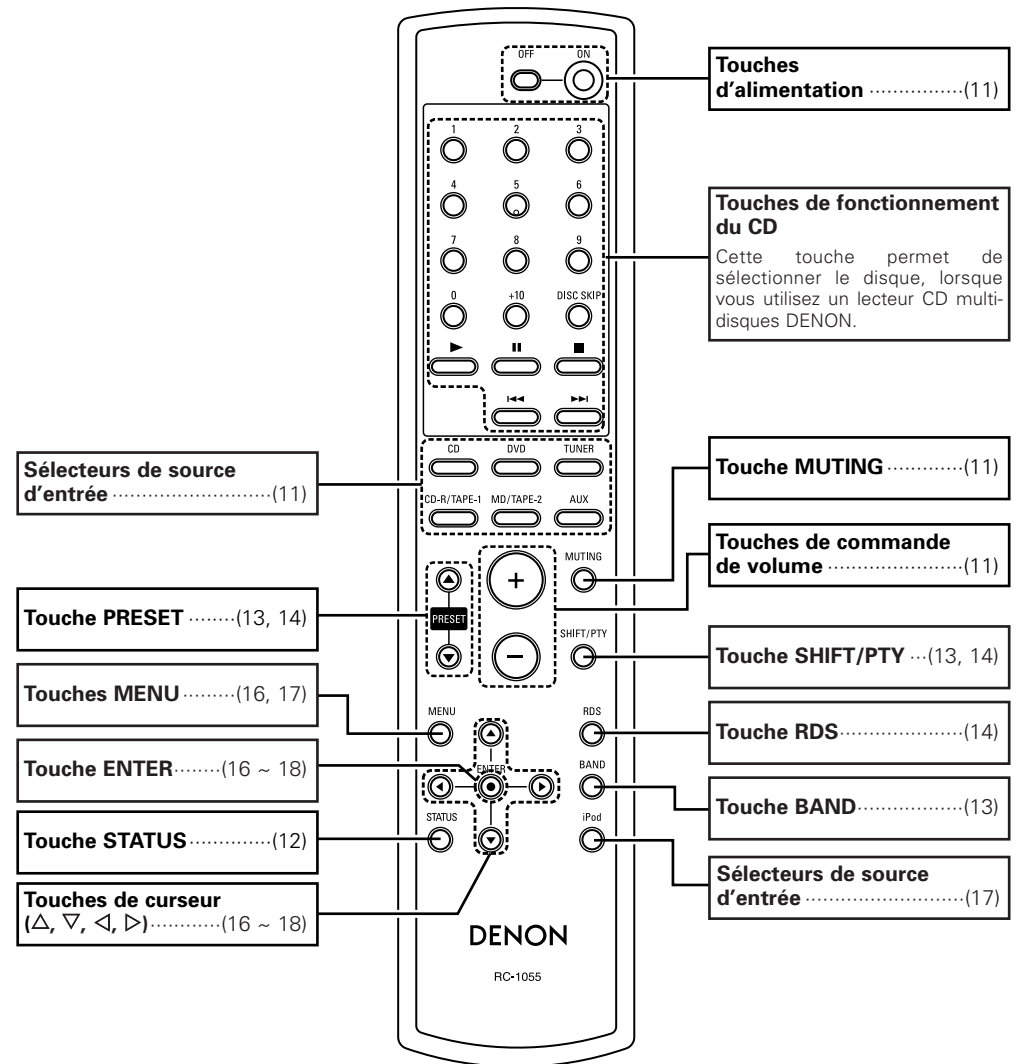 OFF ON
1 2 3
4 5 6
7 8 9
0 +10 DISC SKIP
CD DVD TUNER
CD-R/TAPE-1 MD/TAPE-2 AUX
+
MUTING
PRESET
−
SHIFT/PTY
MENU
RDS
ENTER
BAND
STATUS
iPod
DENON
RC-1055
Sélecteurs de source
d'entrée ··························(11)
Touche PRESET ········(13, 14)
Touches MENU ·········(16, 17)
Touche ENTER ········(16 ~ 18)
Touche STATUS ·············(12)
Touches de curseur
(△, ▽, ◁, ▷) ············(16 ~ 18)
Touches
d'alimentation ················(11)
Touches de fonctionnement
du CD
Cette touche permet de
sélectionner le disque, lorsque
vous utilisez un lecteur CD multi-
disques DENON.
Touche MUTING ············(11)
Touches de commande
de volume ······················(11)
Touche SHIFT/PTY ···(13, 14)
Touche RDS ···················(14)
Touche BAND ·················(13)
Sélecteurs de source
d'entrée ··························(17)